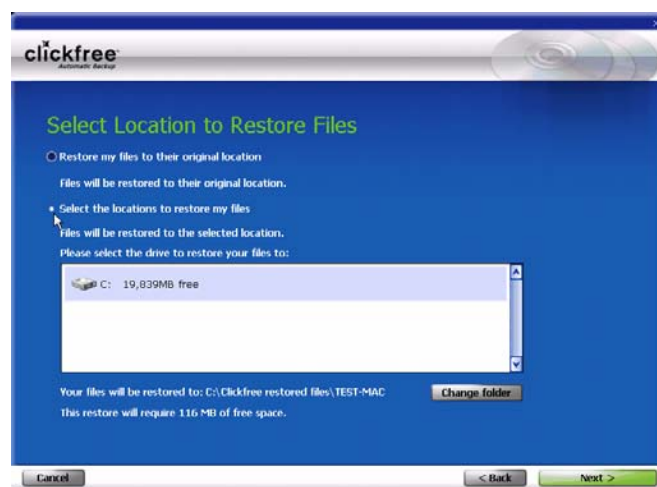 clickfree
Automatic Backup
Select Location to Restore Files
Restore my files to their original location
Files will be restored to their original location.
Select the locations to restore my files
Files will be restored to the selected location.
Please select the drive to restore your files to:
C: 19,839MB free
Your files will be restored to: C:\Clickfree restored files\TEST-MAC
Change folder
This restore will require 116 MB of free space.
Cancel
< Back
Next >